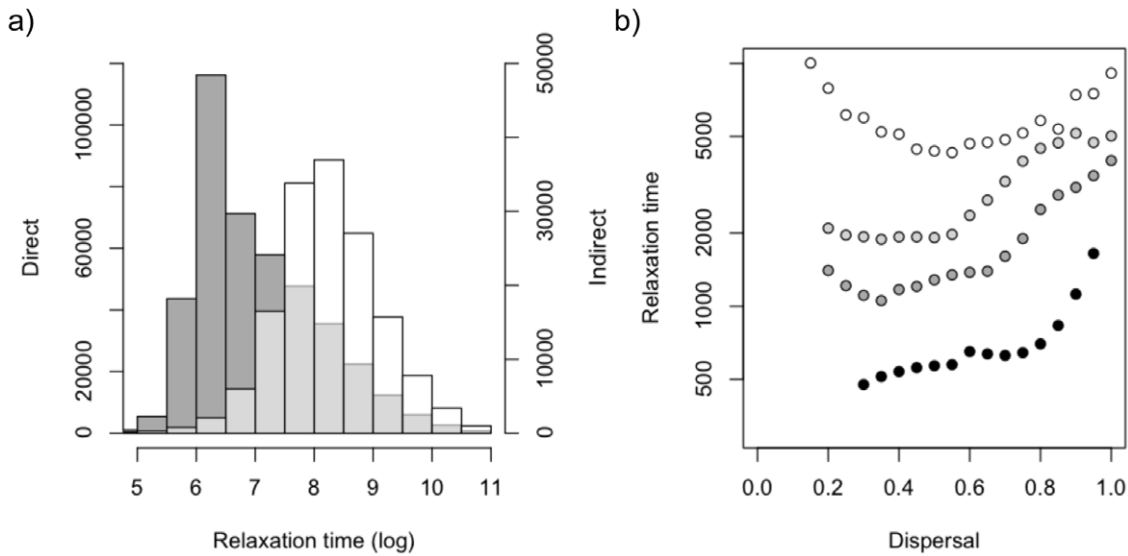 a)
Direct
0
20000
60000
100000
0
10000
30000
50000
Indirect
5 6 7 8 9 10 11
Relaxation time (log)
b)
Relaxation time
500
1000
2000
5000
0.0 0.2 0.4 0.6 0.8 1.0
Dispersal